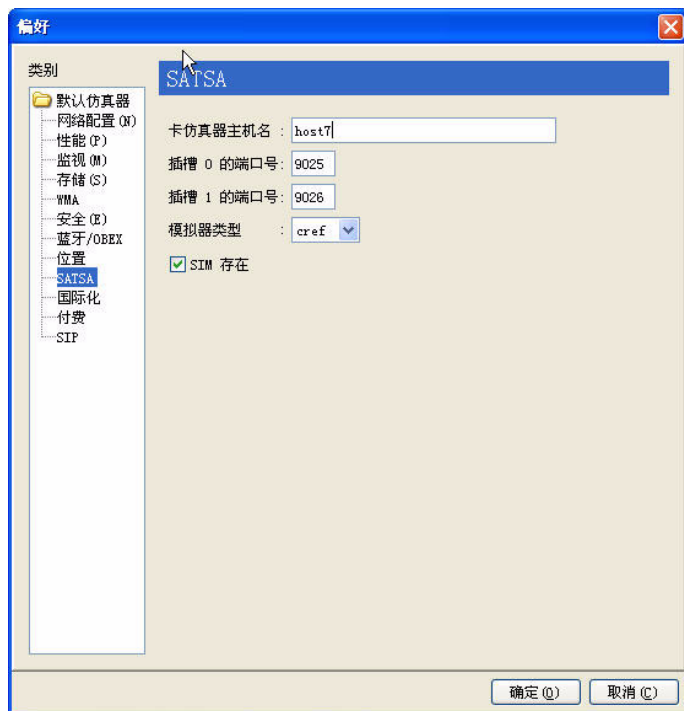 偏好
类别
默认仿真器
网络配置(N)
性能(P)
监视(M)
存储(S)
WMA
安全(E)
蓝牙/OBEX
位置
SATSA
国际化
付费
SIP
SATSA
卡仿真器主机名 : host7
插槽 0 的端口号: 9025
插槽 1 的端口号: 9026
模拟器类型 : cref
SIM 存在
确定(O) 取消(C)